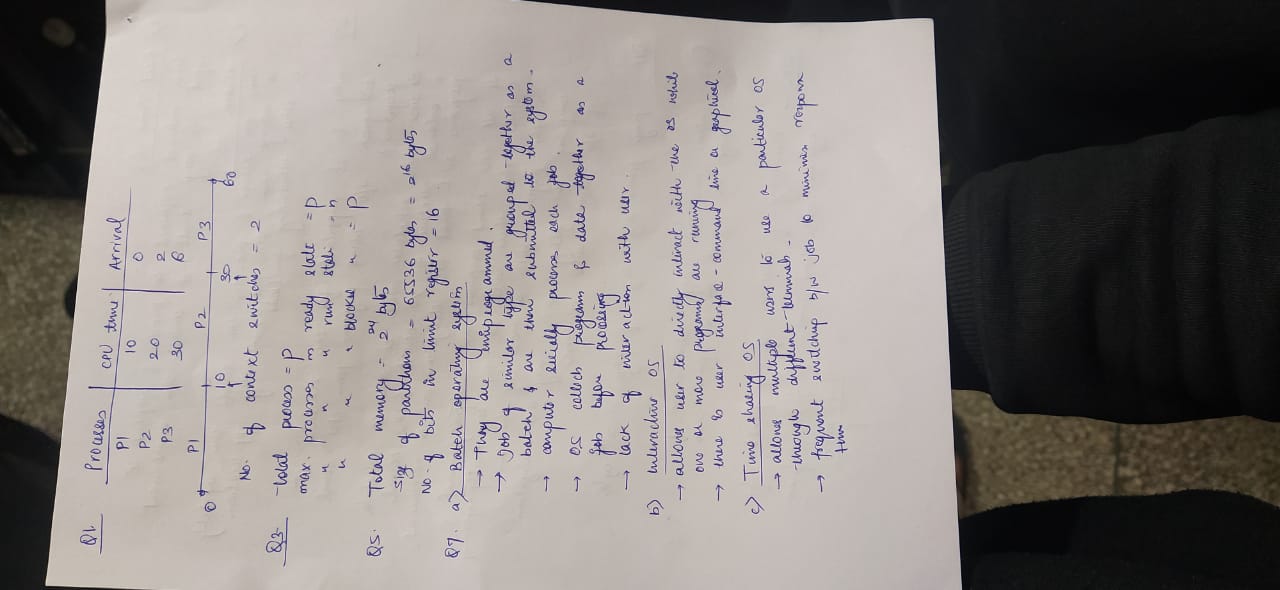 Q1. Processes CPU time Arrival
P1 10 0
P2 20 2
P3 30 6
P1 P2 P3
0 10 30 60
No. of context switches = 2
Q3. Total process = P
max. processes in ready state = P
" " " run state = n
" " " blocked " = P
Q5. Total memory = 2^24 bytes
Size of partitions = 65536 bytes = 2^16 bytes
No. of bits in limit register = 16
Q7. a) Batch operating system
→ They are uniprogrammed.
→ Job of similar type are grouped together as a
batch & are then submitted to the system.
→ computer serially processes each job.
→ OS collects programs & data together as a
job before processing
→ lack of interaction with user.
b) Interactive OS
→ allows user to directly interact with the OS while
one or more programs are running
→ there is user interface - command line or graphical.
c) Time sharing OS
→ allows multiple users to use a particular OS
through different terminals.
→ frequent switching b/w job to minimize response
time